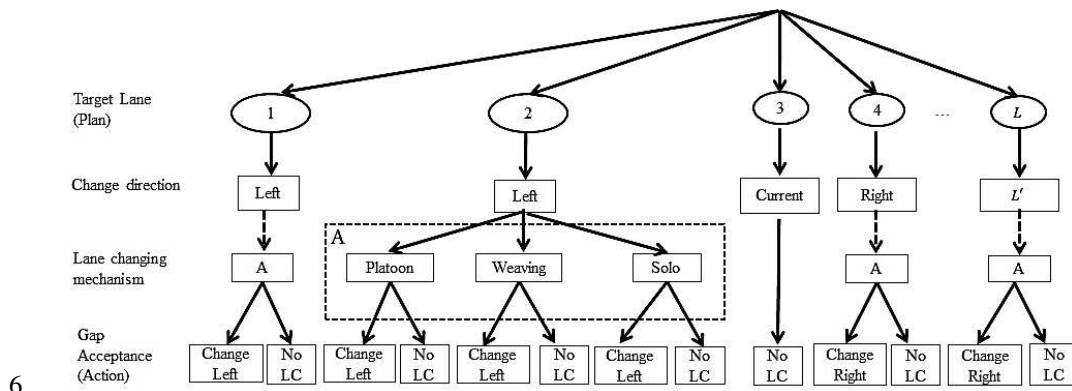 Target Lane
(Plan)
1
2
3
4
...
L
Change direction
Left
Left
Current
Right
L'
A
Lane changing
mechanism
A
Platoon
Weaving
Solo
A
A
Gap
Acceptance
(Action)
Change
Left
No
LC
Change
Left
No
LC
Change
Left
No
LC
Change
Left
No
LC
No
LC
Change
Right
No
LC
Change
Right
No
LC
6